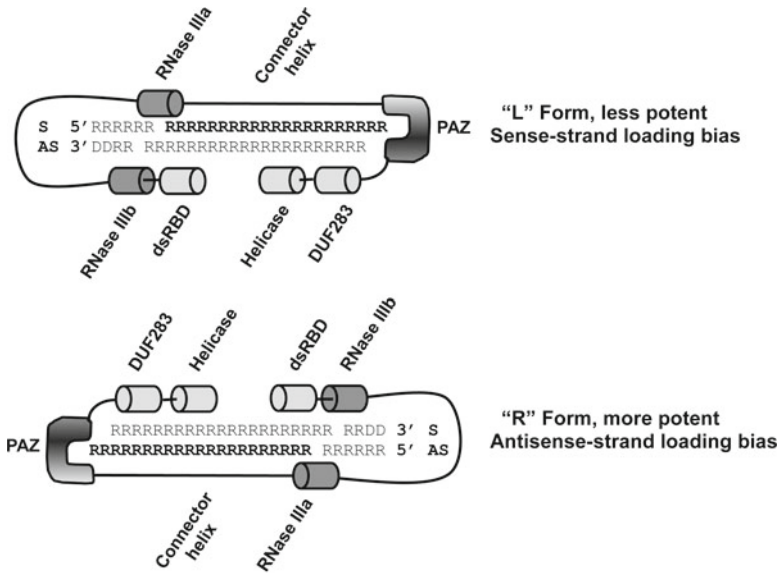 RNase IIIa
Connector
helix
S 5′RRRRRR RRRRRRRRRRRRRRRRRRRRR
AS 3′DDRR RRRRRRRRRRRRRRRRRRRRR
PAZ
"L" Form, less potent
Sense-strand loading bias
RNase IIIb
dsRBD
Helicase
DUF283
DUF283
Helicase
dsRBD
RNase IIIb
PAZ
RRRRRRRRRRRRRRRRRRRRR RRDD 3′ S
RRRRRRRRRRRRRRRRRRRRR RRRRRR 5′ AS
"R" Form, more potent
Antisense-strand loading bias
Connector
helix
RNase IIIa